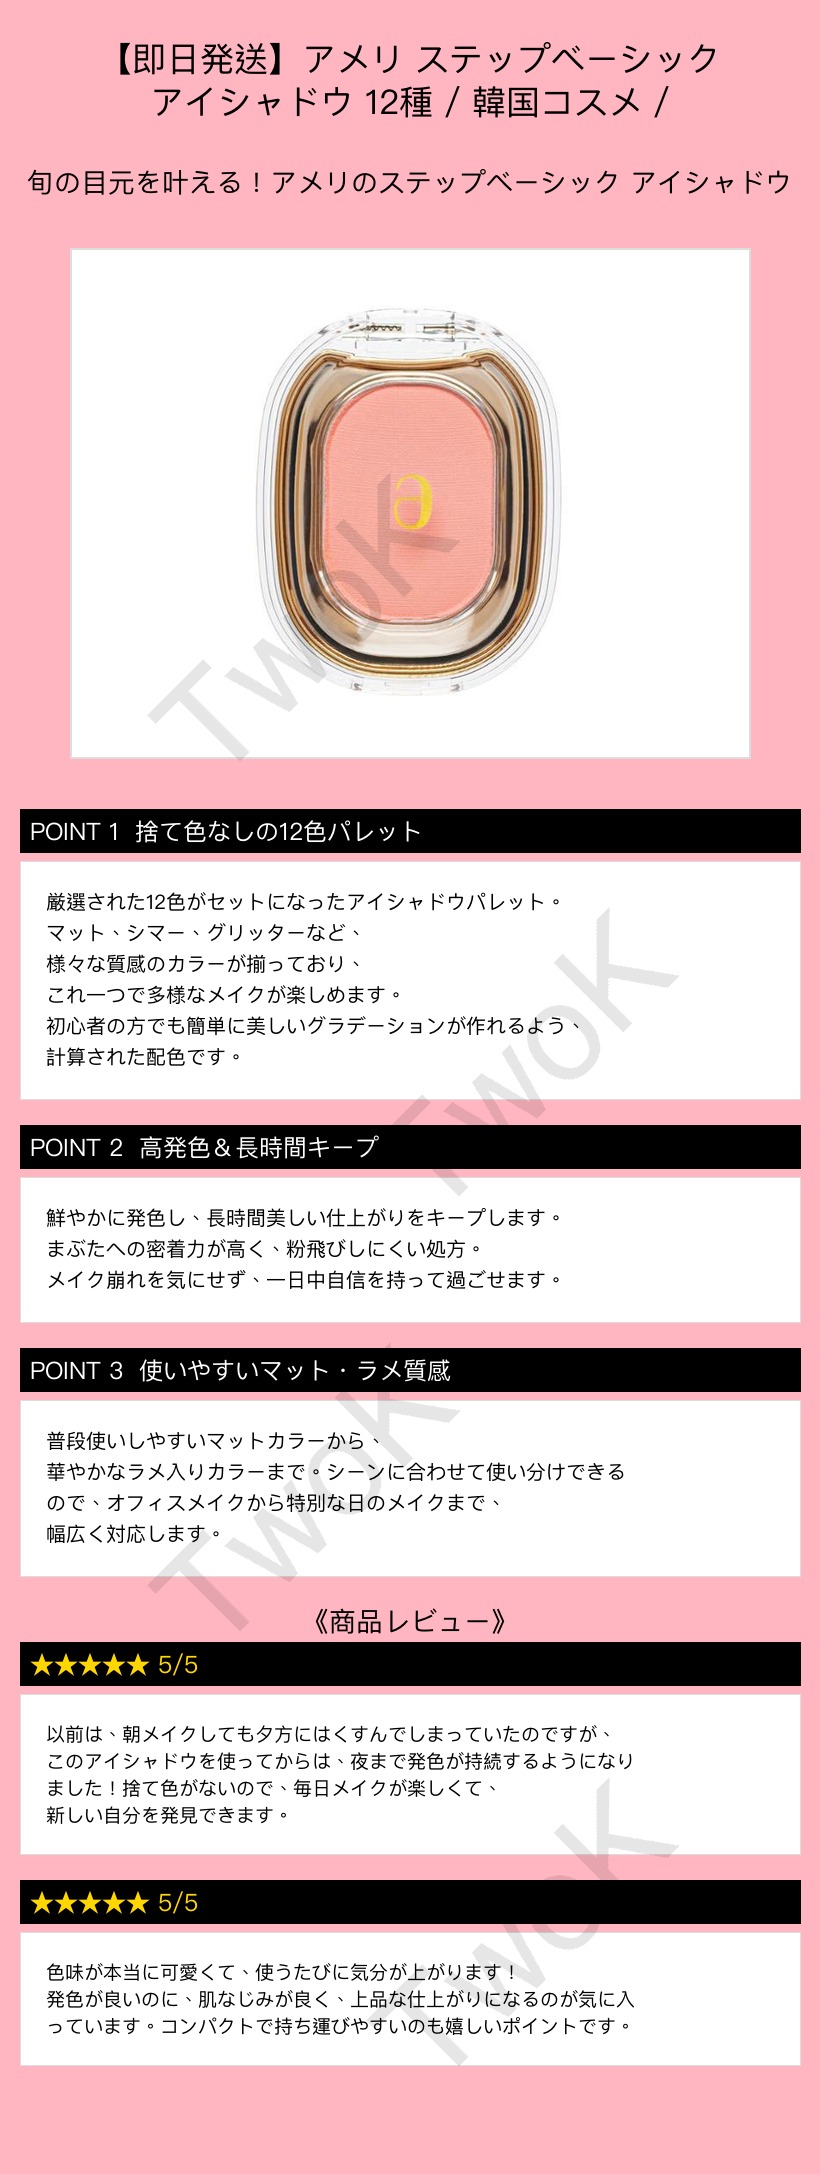 【即日発送】アメリ ステップベーシック
アイシャドウ 12種 / 韓国コスメ /
旬の目元を叶える！アメリのステップベーシック アイシャドウ
a
TwoK
POINT 1 捨て色なしの12色パレット
厳選された12色がセットになったアイシャドウパレット。
マット、シマー、グリッターなど、
様々な質感のカラーが揃っており、
これ一つで多様なメイクが楽しめます。
初心者の方でも簡単に美しいグラデーションが作れるよう、
計算された配色です。
TwoK
POINT 2 高発色＆長時間キープ
鮮やかに発色し、長時間美しい仕上がりをキープします。
まぶたへの密着力が高く、粉飛びしにくい処方。
メイク崩れを気にせず、一日中自信を持って過ごせます。
POINT 3 使いやすいマット・ラメ質感
普段使いしやすいマットカラーから、
華やかなラメ入りカラーまで。シーンに合わせて使い分けできる
ので、オフィスメイクから特別な日のメイクまで、
幅広く対応します。
TwoK
《商品レビュー》
★★★★★ 5/5
以前は、朝メイクしても夕方にはくすんでしまっていたのですが、
このアイシャドウを使ってからは、夜まで発色が持続するようになり
ました！捨て色がないので、毎日メイクが楽しくて、
新しい自分を発見できます。
★★★★★ 5/5
色味が本当に可愛くて、使うたびに気分が上がります！
発色が良いのに、肌なじみが良く、上品な仕上がりになるのが気に入
っています。コンパクトで持ち運びやすいのも嬉しいポイントです。
TwoK